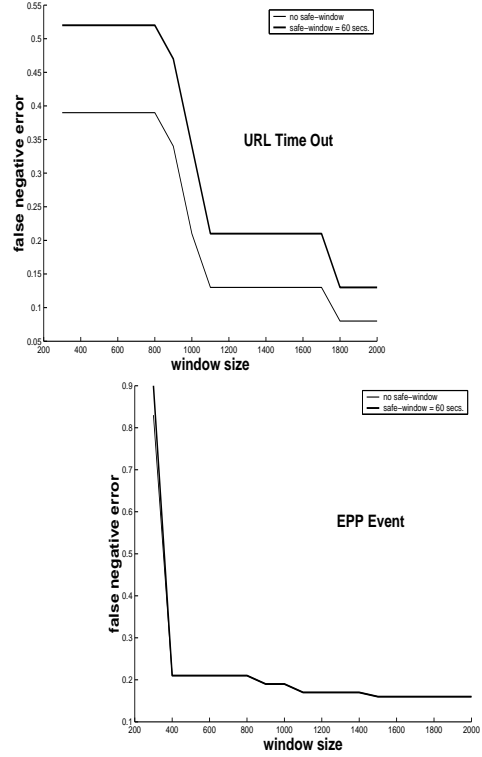 0.55
no safe-window
safe-window = 60 secs.
0.5
0.45
0.4
0.35
URL Time Out
0.3
false negative error
0.25
0.2
0.15
0.1
0.05
200 400 600 800 1000 1200 1400 1600 1800 2000
window size
0.9
no safe-window
safe-window = 60 secs.
0.8
0.7
0.6
EPP Event
0.5
false negative error
0.4
0.3
0.2
0.1
200 400 600 800 1000 1200 1400 1600 1800 2000
window size